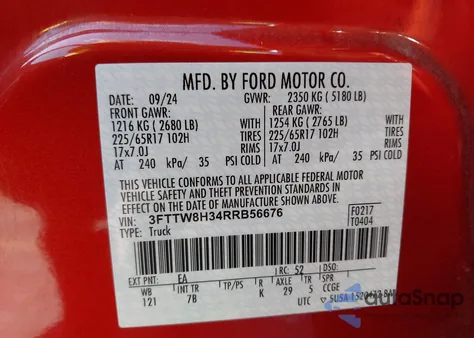 MFD. BY FORD MOTOR CO.
DATE: 09/24 GVWR: 2350 KG ( 5180 LB)
FRONT GAWR: REAR GAWR:
1216 KG ( 2680 LB) WITH 1254 KG ( 2765 LB)
225/65R17 102H TIRES 225/65R17 102H
17x7.0J RIMS 17x7.0J
AT 240 kPa/ 35 PSI COLD AT 240 kPa/ 35 PSI COLD
THIS VEHICLE CONFORMS TO ALL APPLICABLE FEDERAL MOTOR
VEHICLE SAFETY AND THEFT PREVENTION STANDARDS IN
EFFECT ON THE DATE OF MANUFACTURE SHOWN ABOVE.
VIN: 3FTTW8H34RRB56676 F0217
TYPE: Truck T0404
EXT PNT: EA RC: 52 DSO:
WB INT TR TP/PS R AXLE TR SPR
121 7B K 29 5 CCGE
UTC
autoSnap